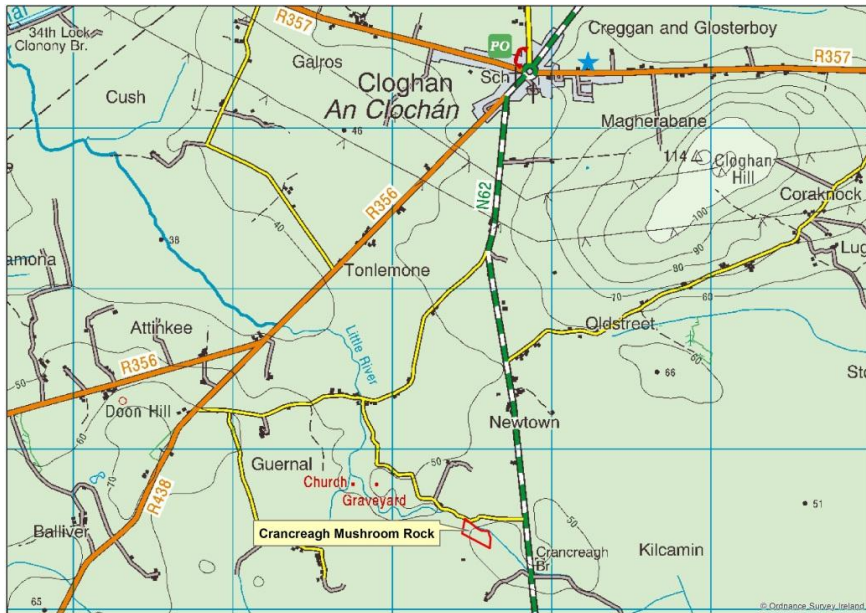 34th Lock
Clonony Br.
PO
Creggan and Glosterboy
R357
Galros
Cloghan
Sch
R357
Cush
An Clochán
46
Magherabane
114
Cloghan
Hill
R356
N62
Coraknock
40
100
38
90
80
70
60
Tonlemone
Attinkee
Little River
Oldstreet
60
R356
50
66
Doon Hill
60
70
Newtown
Guernal
50
Church
Graveyard
R438
51
50
Balliver
Crancreagh Mushroom Rock
Crancreagh
Br
Kilcamin
65
© Ordnance Survey Ireland